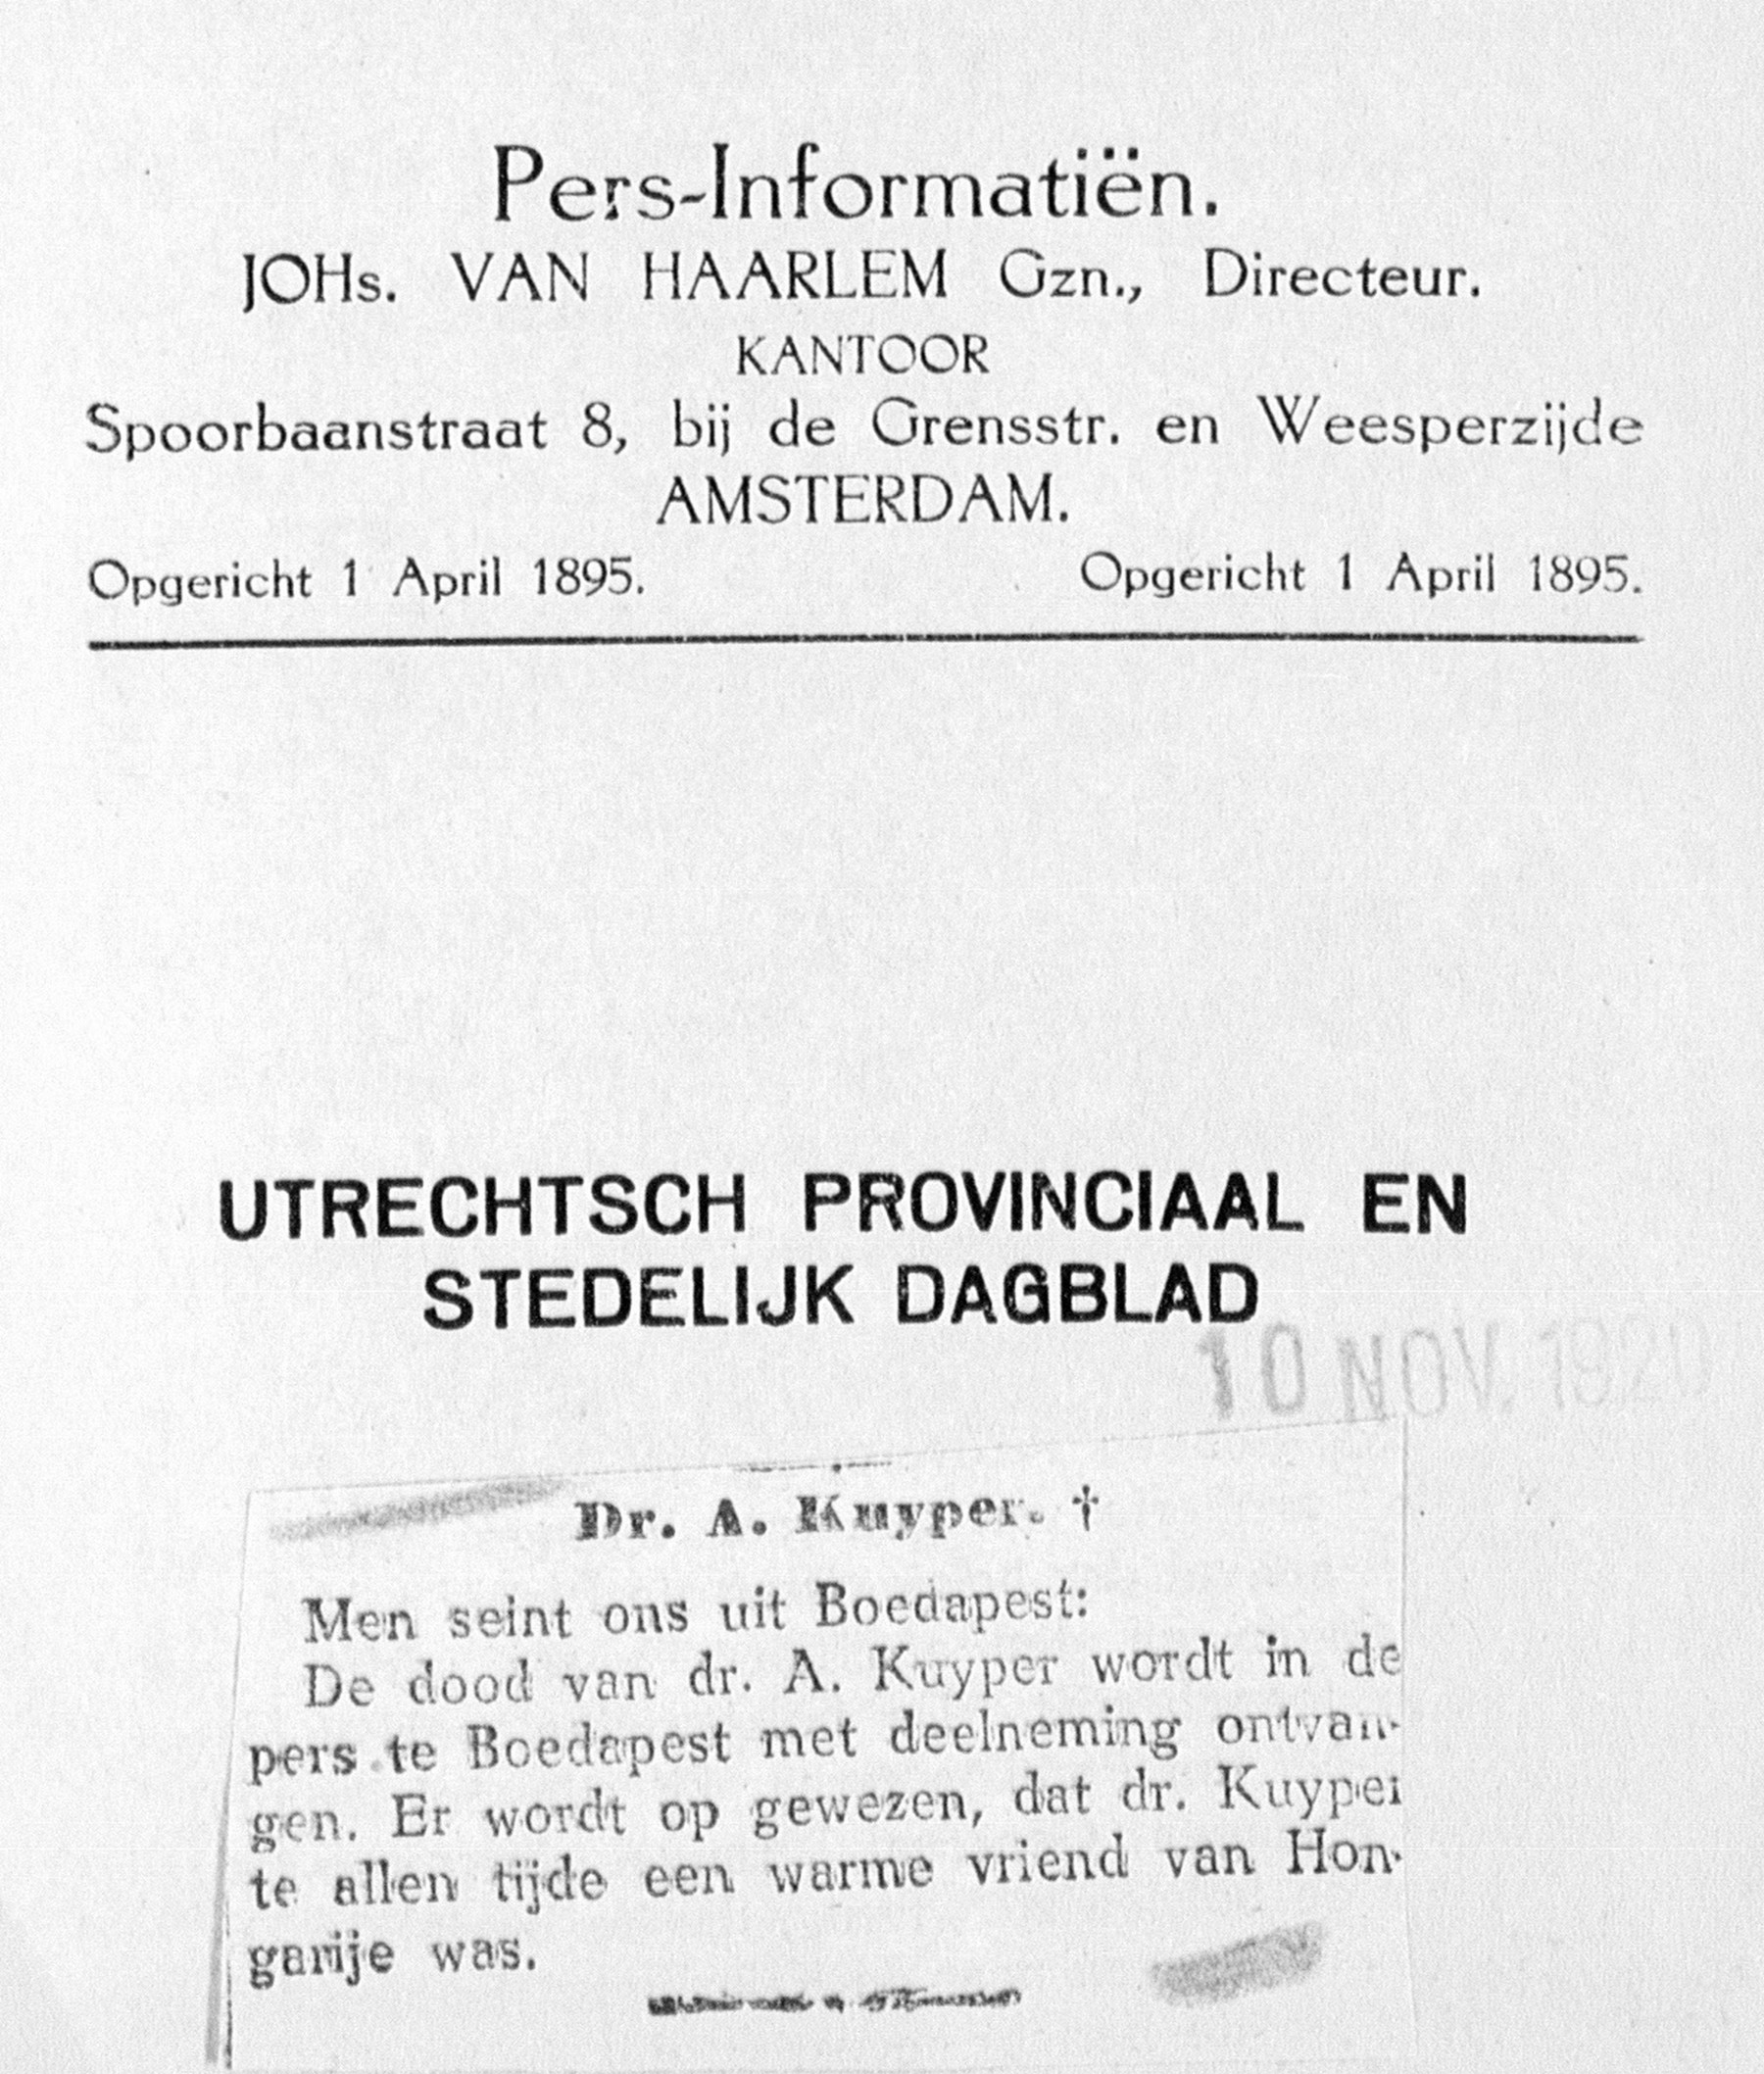 Pers-Informatiën.
JOHs. VAN HAARLEM Gzn., Directeur.
KANTOOR
Spoorbaanstraat 8, bij de Grensstr. en Weesperzijde
AMSTERDAM.
Opgericht 1 April 1895. Opgericht 1 April 1895.
UTRECHTSCH PROVINCIAAL EN
STEDELIJK DAGBLAD
10 NOV. 1920
Dr. A. Kuyper. †
Men seint ons uit Boedapest:
De dood van dr. A. Kuyper wordt in de
pers te Boedapest met deelneming ontvan-
gen. Er wordt op gewezen, dat dr. Kuyper
te allen tijde een warme vriend van Hon-
garije was.